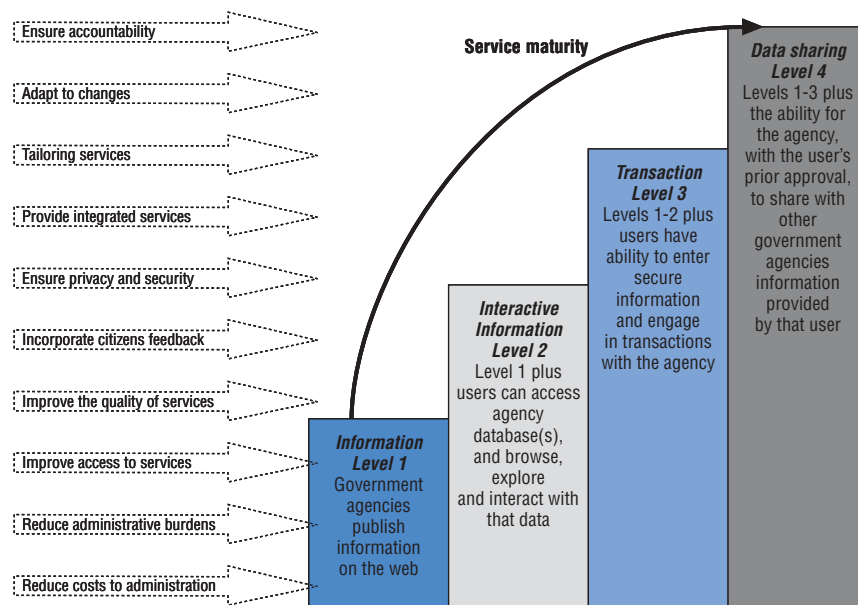 Ensure accountability
Adapt to changes
Tailoring services
Provide integrated services
Ensure privacy and security
Incorporate citizens feedback
Improve the quality of services
Improve access to services
Reduce administrative burdens
Reduce costs to administration
Service maturity
Information
Level 1
Government
agencies
publish
information
on the web
Interactive
Information
Level 2
Level 1 plus
users can access
agency
database(s),
and browse,
explore
and interact with
that data
Transaction
Level 3
Levels 1-2 plus
users have
ability to enter
secure
information
and engage
in transactions
with the agency
Data sharing
Level 4
Levels 1-3 plus
the ability for
the agency,
with the user's
prior approval,
to share with
other
government
agencies
information
provided
by that user